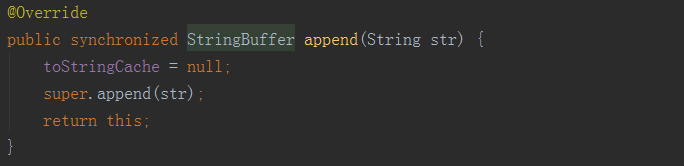 @Override
public synchronized StringBuffer append(String str) {
    toStringCache = null;
    super.append(str);
    return this;
}